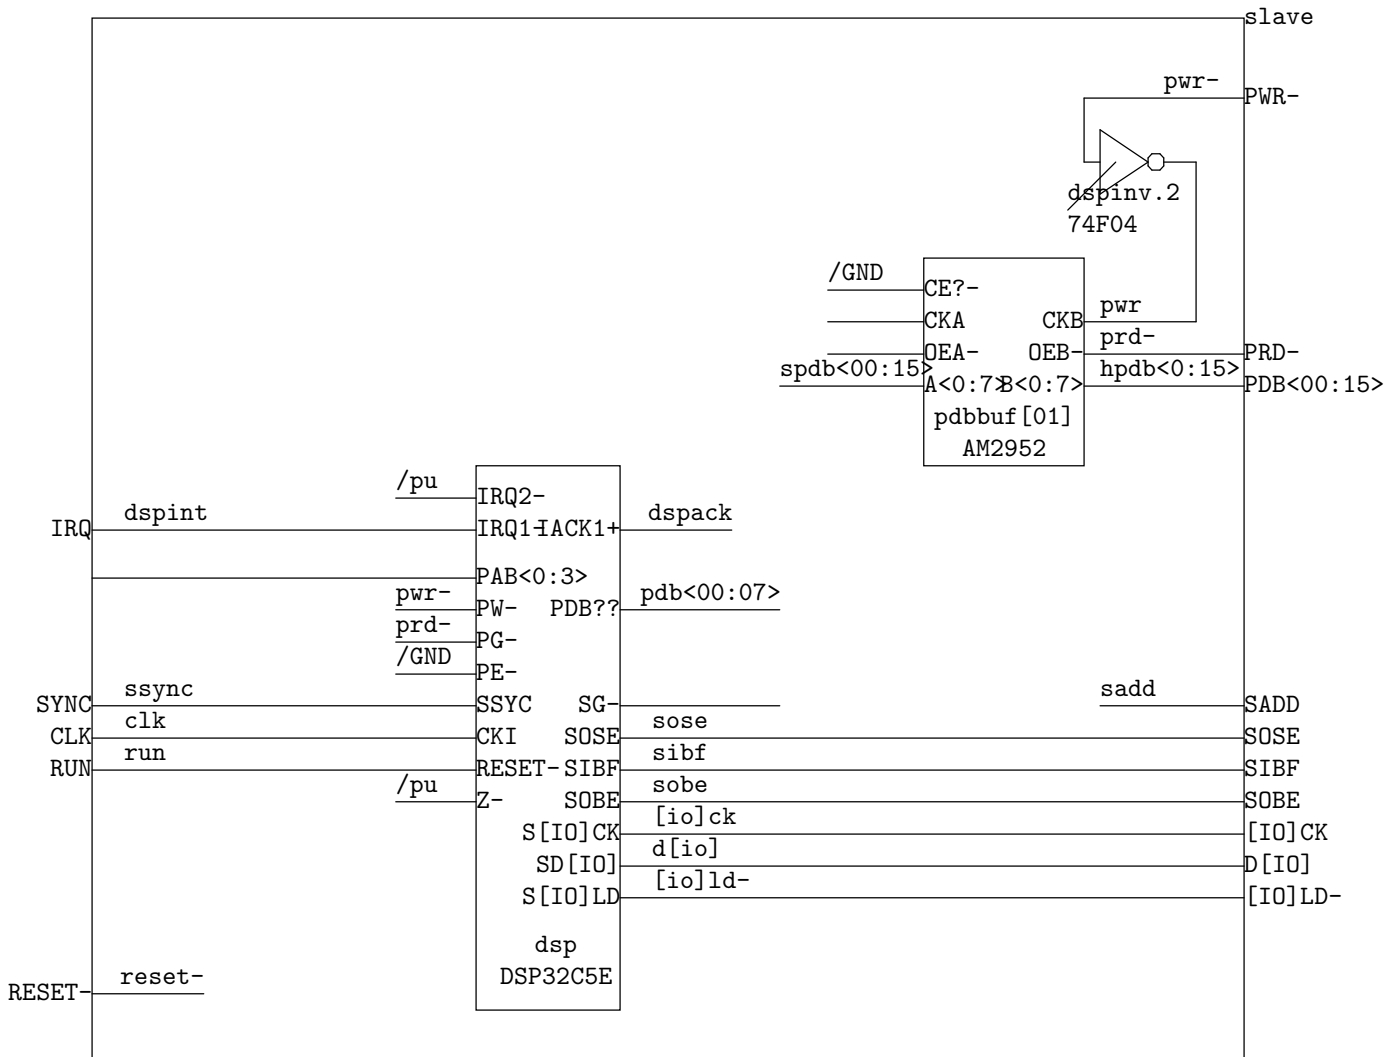 slave
pwr-
PWR-
dspinv.2
74F04
/GND
CE?-
CKA
CKB
pwr
OEA-
OEB-
prd-
PRD-
spdb<00:15>
A<0:7>
B<0:7>
hpdb<0:15>
PDB<00:15>
pdbbuf[01]
AM2952
/pu
IRQ2-
IRQ
dspint
IRQ1-
IACK1+
dspack
PAB<0:3>
pwr-
PW-
PDB??
pdb<00:07>
prd-
PG-
/GND
PE-
SYNC
ssync
SSYC
SG-
sadd
SADD
CLK
clk
CKI
SOSE
sose
SOSE
RUN
run
RESET-
SIBF
sibf
SIBF
/pu
Z-
SOBE
sobe
SOBE
S[IO]CK
[io]ck
[IO]CK
SD[IO]
d[io]
D[IO]
S[IO]LD
[io]ld-
[IO]LD-
dsp
DSP32C5E
RESET-
reset-